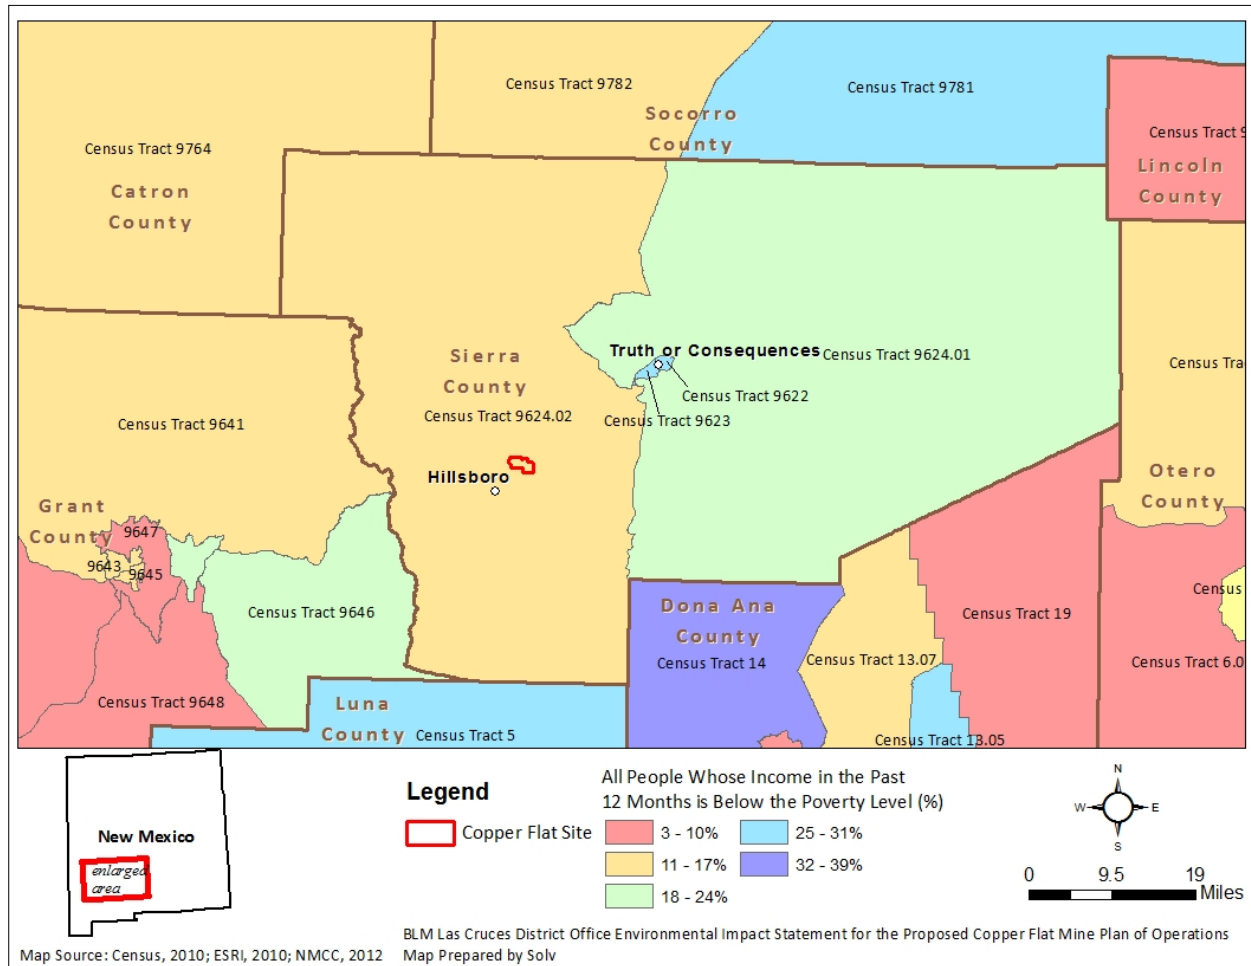 Census Tract 9782
Census Tract 9781
Socorro
County
Census Tract 9
Census Tract 9764
Lincoln
County
Catron
County
Truth or Consequences
Census Tract 9624.01
Sierra
County
Census Tract 9622
Census Tract 9624.02
Census Tract 9623
Census Tract 9641
Hillsboro
Otero
County
Grant
County
9647
9643
9645
Census Tract 9646
Dona Ana
County
Census Tract 14
Census Tract 13.07
Census Tract 19
Census
Census Tract 6.0
Census Tract 9648
Luna
County
Census Tract 5
Census Tract 13.05
New Mexico
enlarged
area
Legend
Copper Flat Site
All People Whose Income in the Past
12 Months is Below the Poverty Level (%)
3 - 10%
25 - 31%
11 - 17%
32 - 39%
18 - 24%
N
W
E
S
0 9.5 19
Miles
BLM Las Cruces District Office Environmental Impact Statement for the Proposed Copper Flat Mine Plan of Operations
Map Source: Census, 2010; ESRI, 2010; NMCC, 2012
Map Prepared by Solv